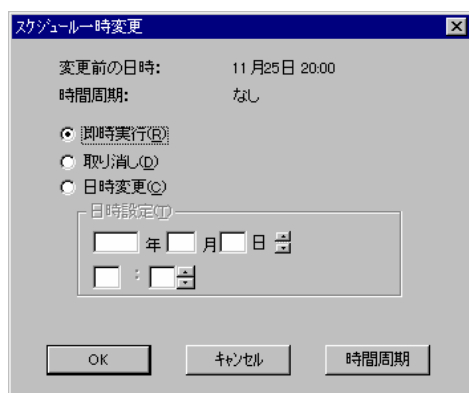 スケジュール一時変更
変更前の日時: 11月25日 20:00
時間周期: なし
即時実行(R)
取り消し(D)
日時変更(C)
日時設定(T)
年 月 日
:
OK キャンセル 時間周期